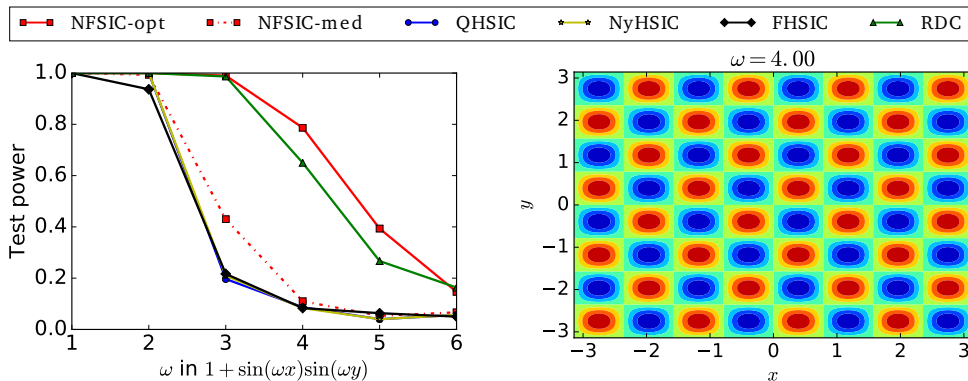 NFSIC-opt NFSIC-med QHSIC NyHSIC FHSIC RDC
Test power
1.0
0.8
0.6
0.4
0.2
0.0
1 2 3 4 5 6
ω in 1 + sin(ωx)sin(ωy)
ω = 4.00
y
3
2
1
0
−1
−2
−3
−3 −2 −1 0 1 2 3
x